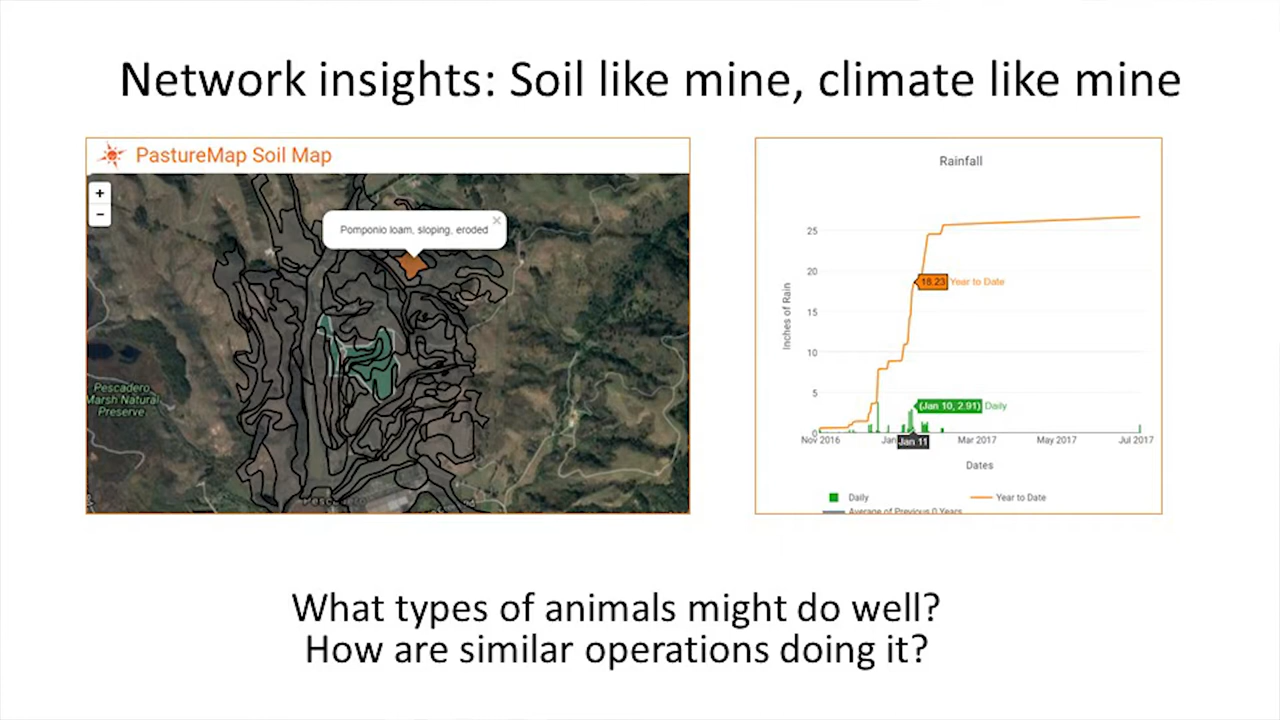 Network insights: Soil like mine, climate like mine
PastureMap Soil Map
+
−
Pomponio loam, sloping, eroded
×
Pescadero
Marsh Natural
Preserve
Rainfall
Inches of Rain
25
20
15
10
5
0
18.23 Year to Date
(Jan 10, 2.91) Daily
Nov 2016
Jan
Jan 11
Mar 2017
May 2017
Jul 2017
Dates
Daily
Year to Date
Average of Previous 0 Years
What types of animals might do well?
How are similar operations doing it?